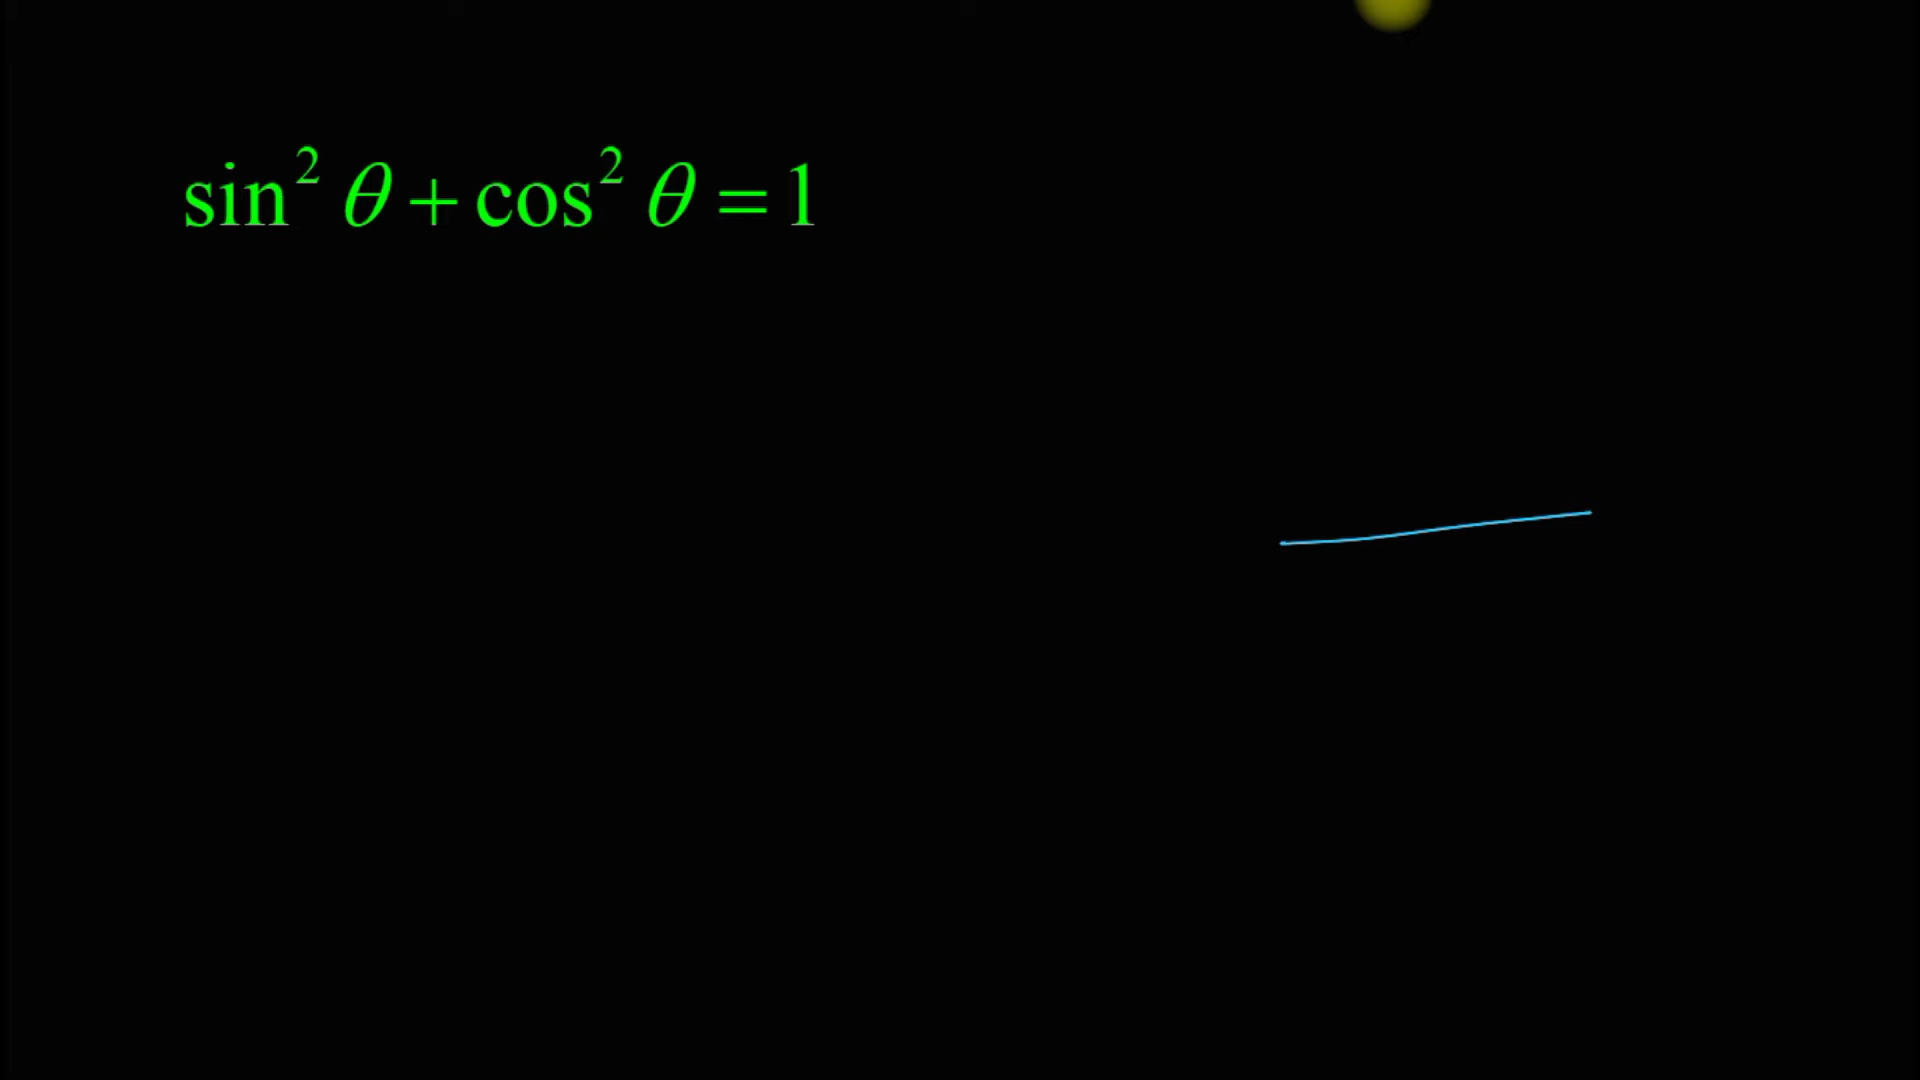 sin² θ + cos² θ = 1